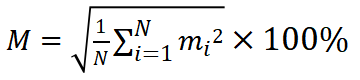 M = √(1/N ∑_{i=1}^{N} m_i²) × 100%